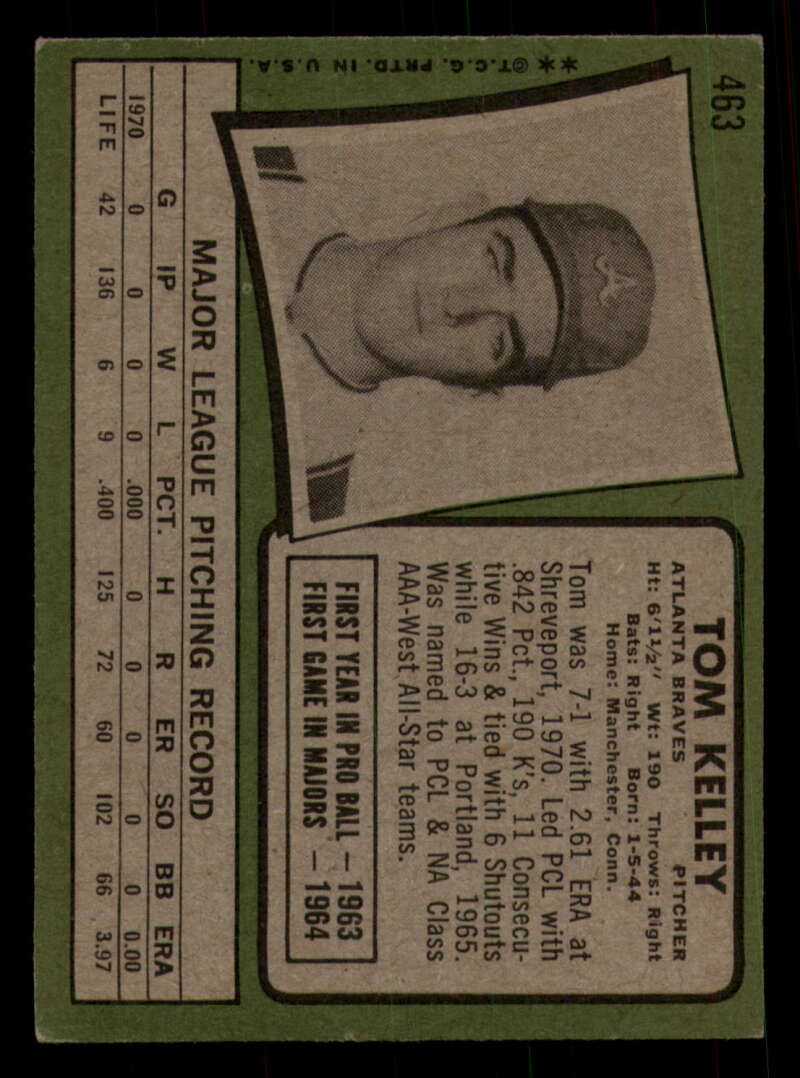 463
**@T.C.G. PRTD. IN U.S.A.
A
TOM KELLEY
ATLANTA BRAVES PITCHER
Ht: 6'11½" Wt: 190 Throws: Right
Bats: Right Born: 1-5-44
Home: Manchester, Conn.
Tom was 7-1 with 2.61 ERA at
Shreveport, 1970. Led PCL with
.842 Pct., 190 K's, 11 Consecu-
tive Wins & tied with 6 Shutouts
while 16-3 at Portland, 1965.
Was named to PCL & NA Class
AAA-West All-Star teams.
FIRST YEAR IN PRO BALL — 1963
FIRST GAME IN MAJORS — 1964
MAJOR LEAGUE PITCHING RECORD
G IP W L PCT. H R ER SO BB ERA
1970 0 0 0 0 .000 0 0 0 0 0 0.00
LIFE 42 136 6 9 .400 125 72 60 102 66 3.97